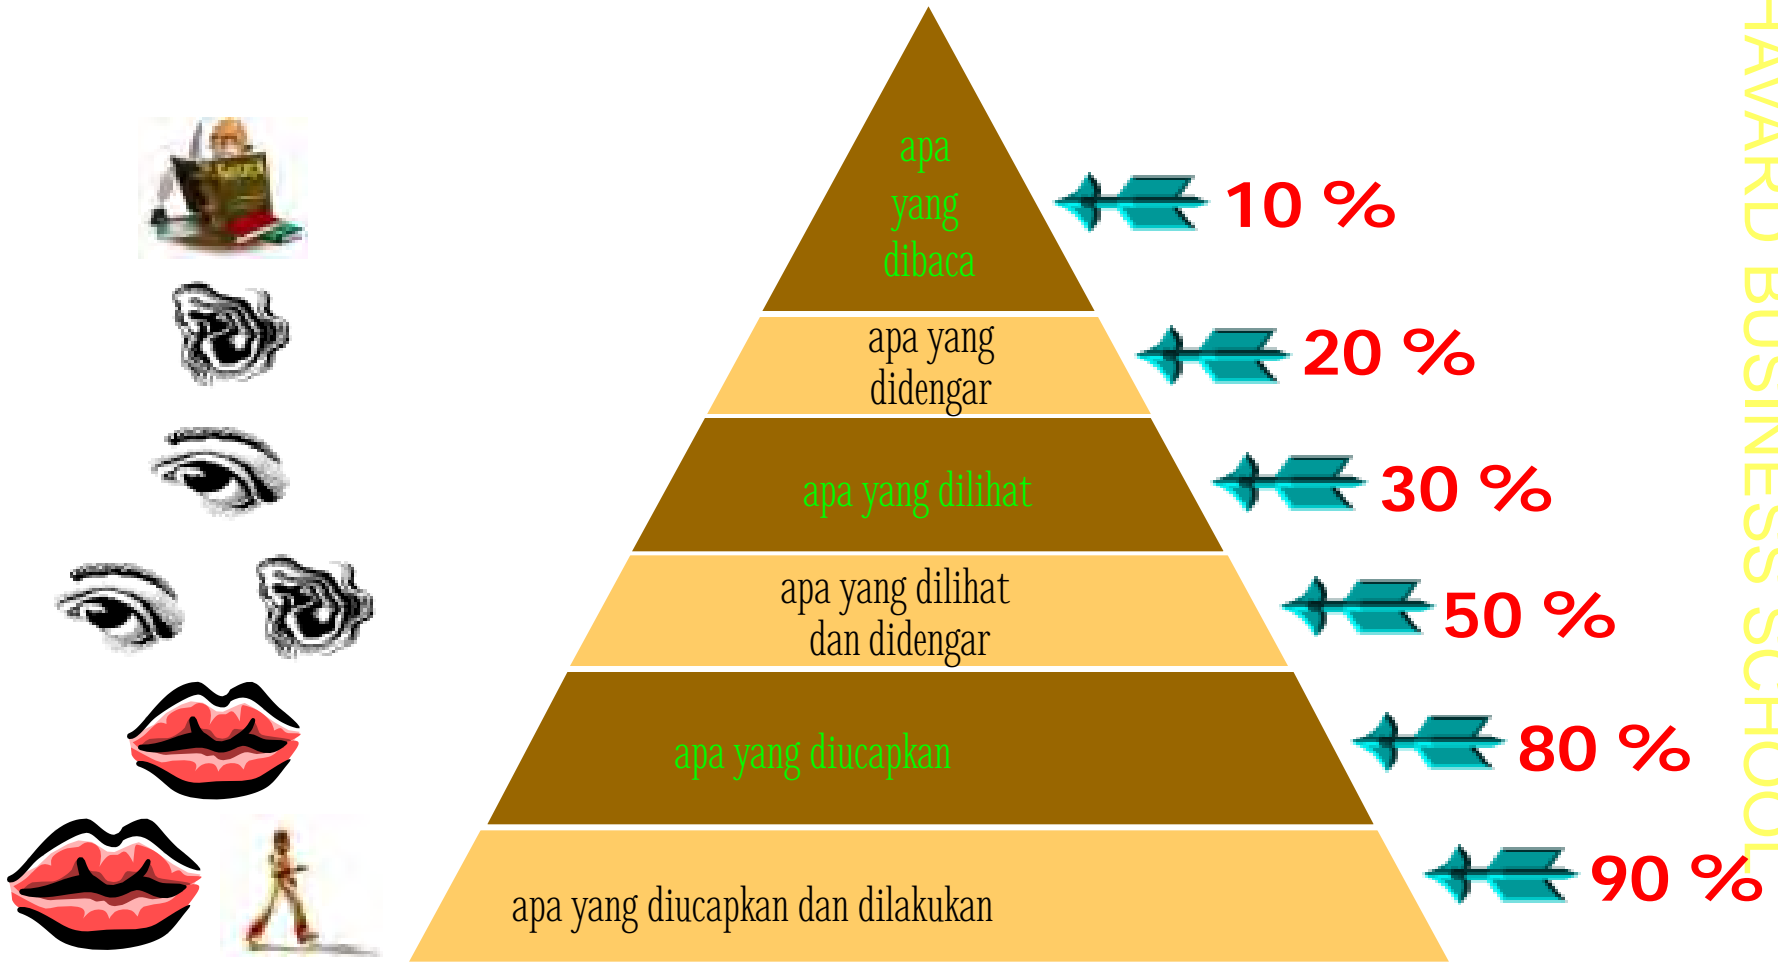 apa
yang
dibaca
10 %
apa yang
didengar
20 %
apa yang dilihat
30 %
apa yang dilihat
dan didengar
50 %
apa yang diucapkan
80 %
apa yang diucapkan dan dilakukan
90 %
HAVARD BUSINESS SCHOOL